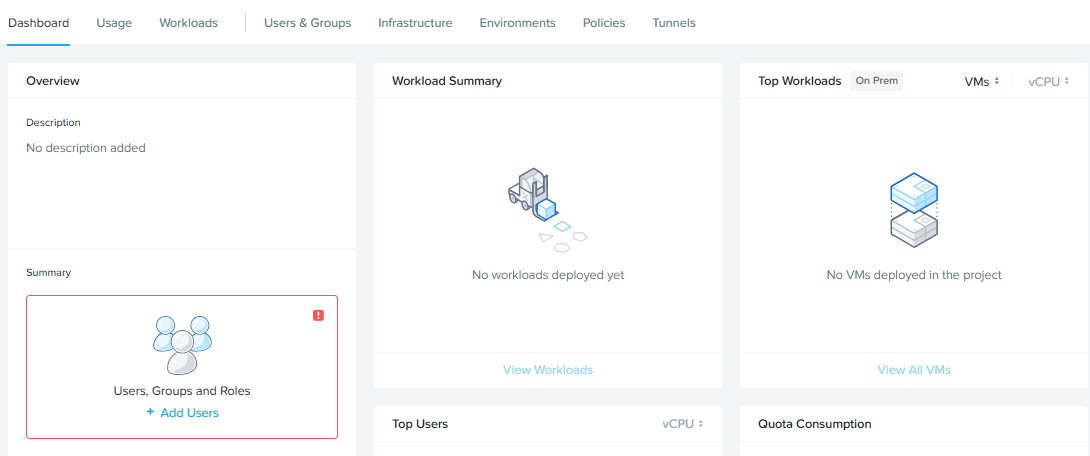 Dashboard Usage Workloads Users & Groups Infrastructure Environments Policies Tunnels
Overview
Description
No description added
Summary
Users, Groups and Roles
+ Add Users
Workload Summary
No workloads deployed yet
View Workloads
Top Workloads On Prem VMs vCPU
No VMs deployed in the project
View All VMs
Top Users vCPU
Quota Consumption